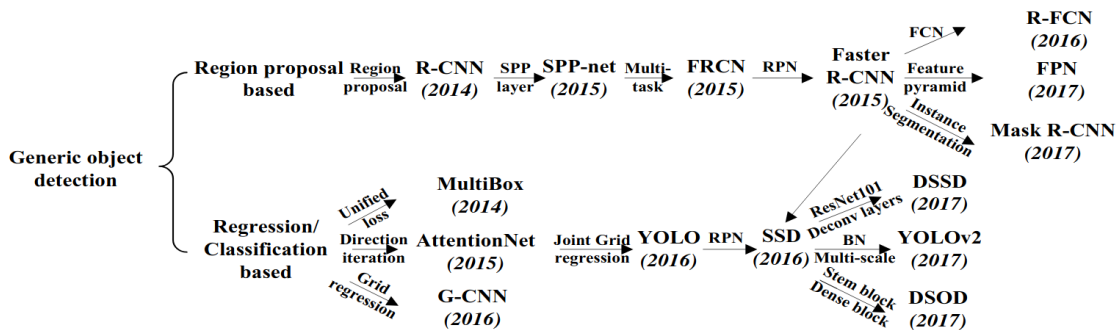 Generic object
detection
Region proposal
based
Region
proposal
R-CNN
(2014)
SPP
layer
SPP-net
(2015)
Multi-
task
FRCN
(2015)
RPN
Faster
R-CNN
(2015)
FCN
R-FCN
(2016)
Feature
pyramid
FPN
(2017)
Instance
Segmentation
Mask R-CNN
(2017)
Regression/
Classification
based
Unified
loss
MultiBox
(2014)
Direction
iteration
AttentionNet
(2015)
Grid
regression
G-CNN
(2016)
Joint Grid
regression
YOLO
(2016)
RPN
SSD
(2016)
ResNet101
Deconv layers
DSSD
(2017)
BN
Multi-scale
YOLOv2
(2017)
Stem block
Dense block
DSOD
(2017)